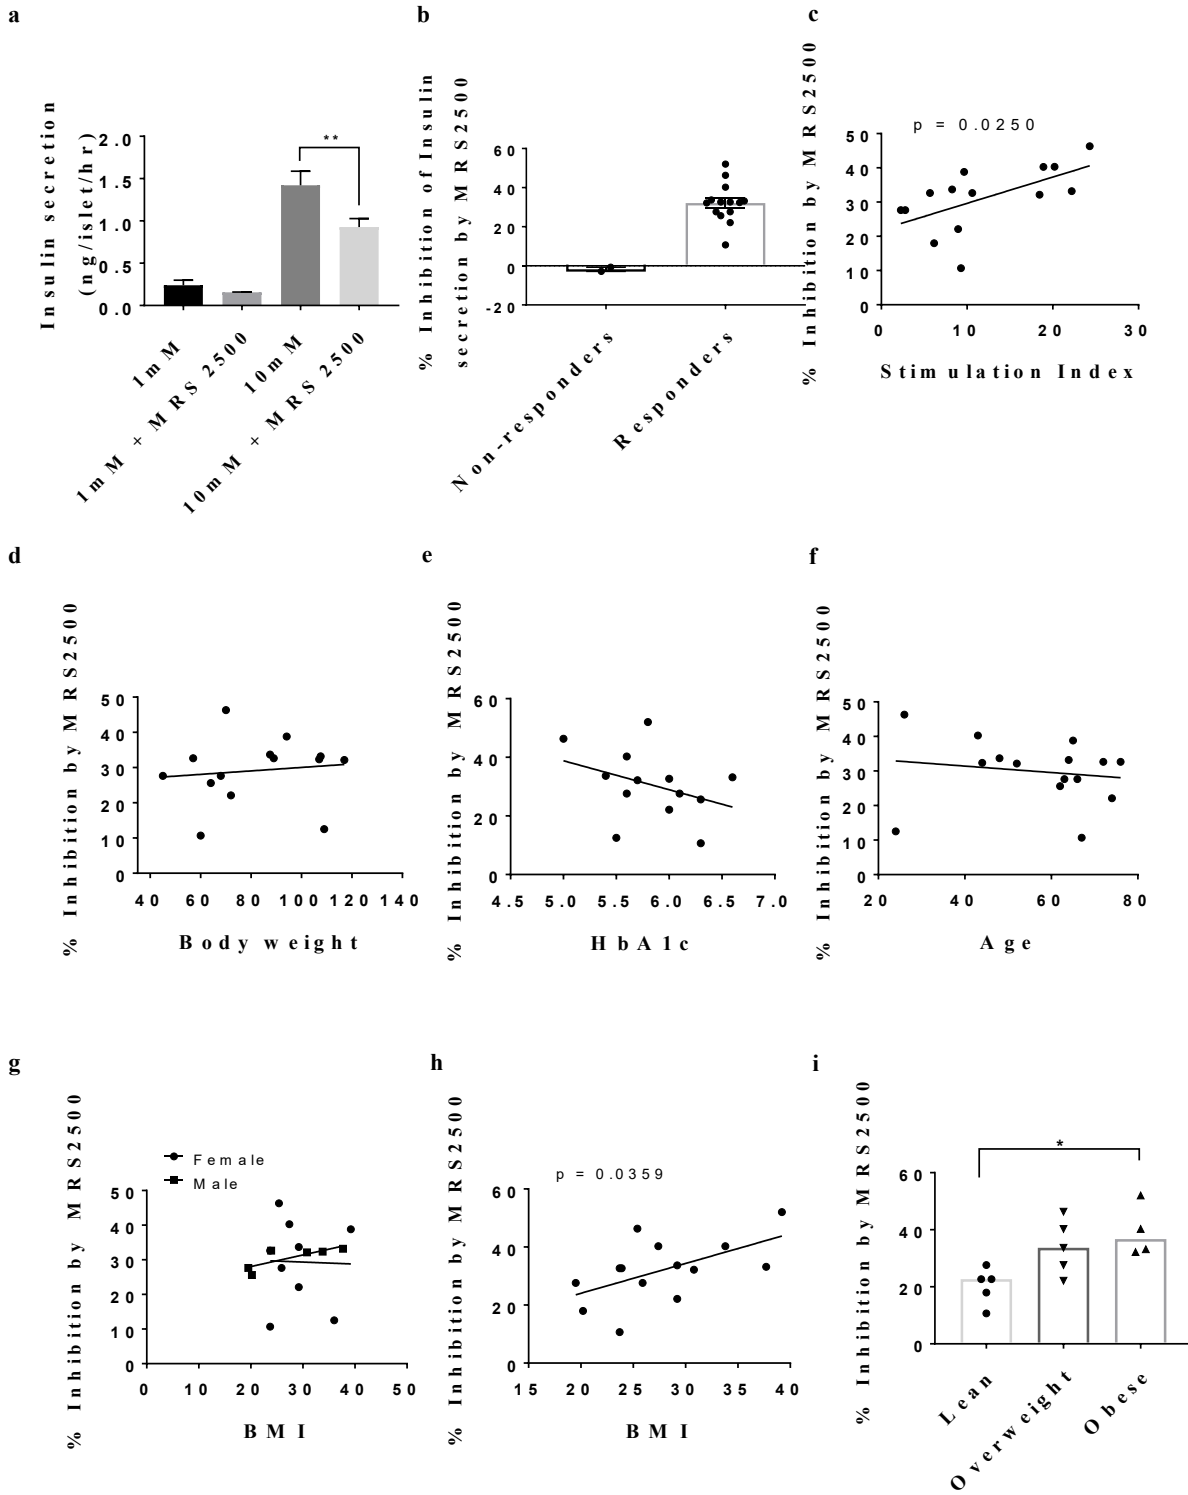 a
Insulin secretion
(ng/islet/hr)
2.0
1.5
1.0
0.5
0.0
**
1mM
1mM + MRS 2500
10mM
10mM + MRS 2500
b
% Inhibition of Insulin
secretion by MRS2500
60
40
20
0
-20
Non-responders
Responders
c
% Inhibition by MRS2500
p = 0.0250
50
40
30
20
10
0
0 10 20 30
Stimulation Index
d
% Inhibition by MRS2500
50
40
30
20
10
0
40 60 80 100 120 140
Body weight
e
% Inhibition by MRS2500
60
40
20
0
4.5 5.0 5.5 6.0 6.5 7.0
HbA1c
f
% Inhibition by MRS2500
50
40
30
20
10
0
20 40 60 80
Age
g
% Inhibition by MRS2500
Female
Male
50
40
30
20
10
0
0 10 20 30 40 50
BMI
h
% Inhibition by MRS2500
p = 0.0359
60
40
20
0
15 20 25 30 35 40
BMI
i
% Inhibition by MRS2500
*
60
40
20
0
Lean
Overweight
Obese